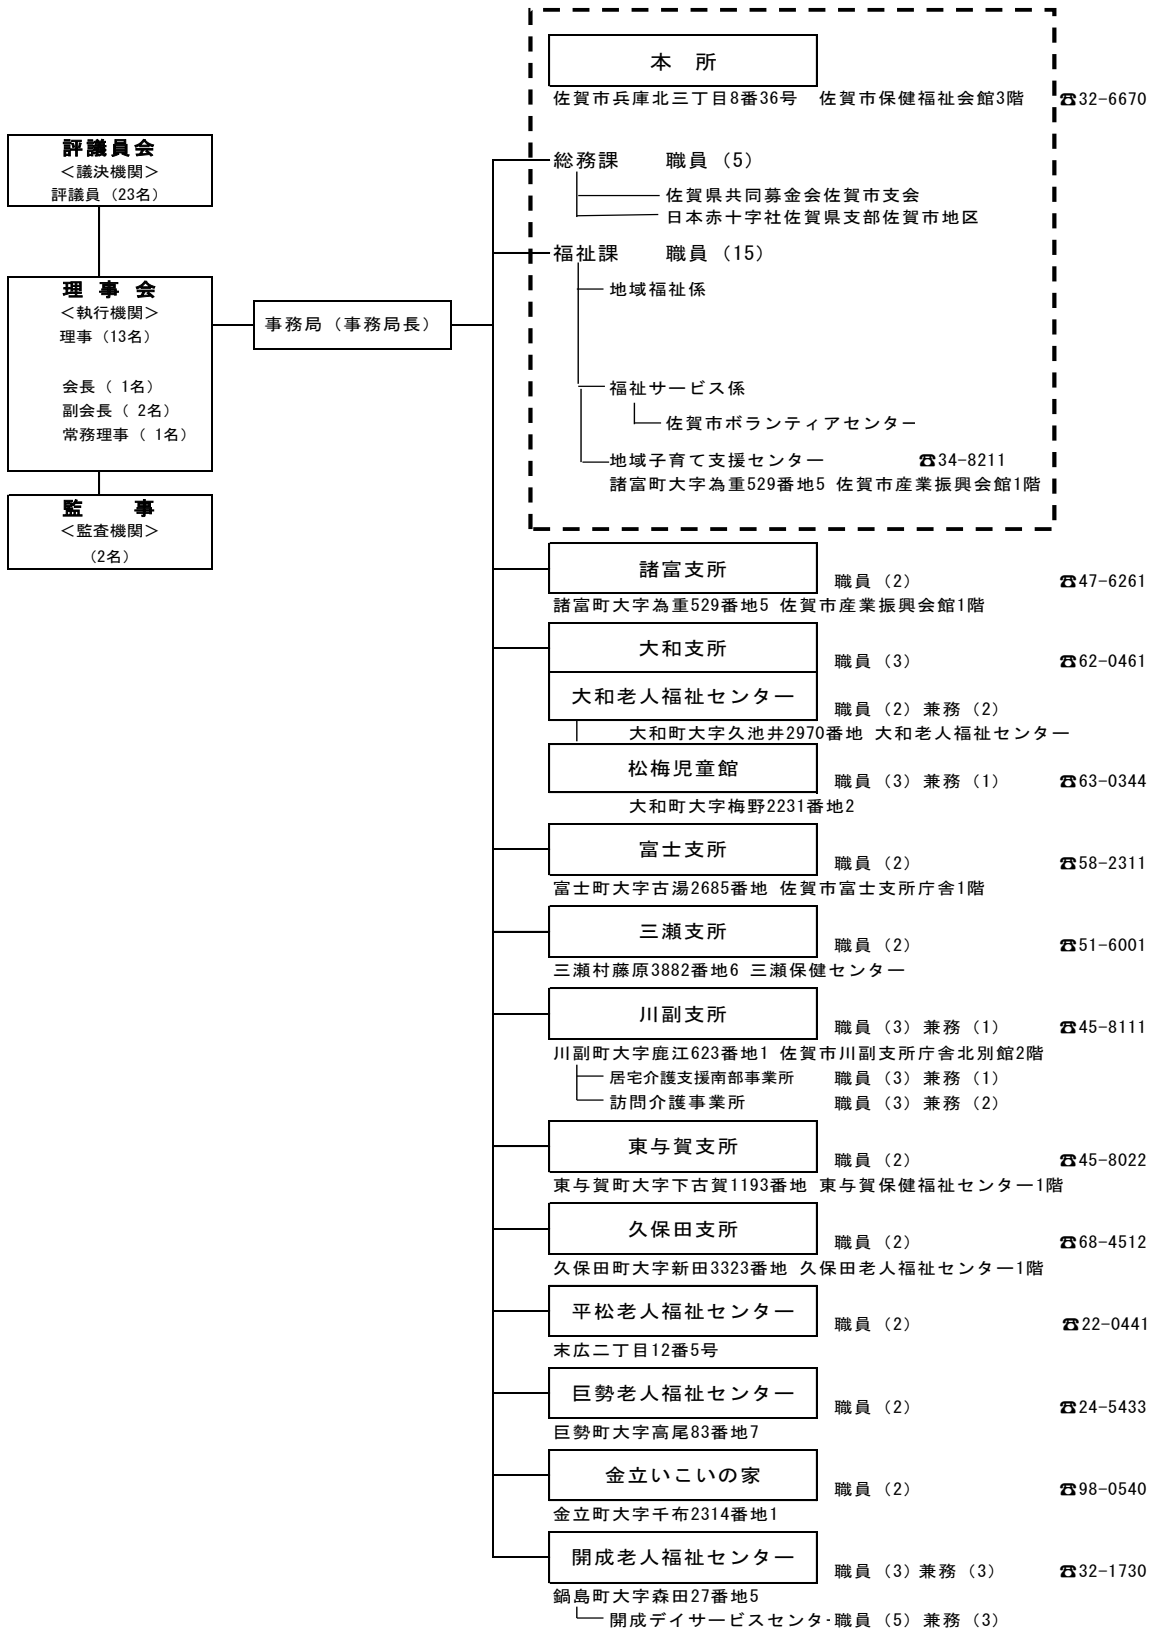 本　所
佐賀市兵庫北三丁目8番36号　佐賀市保健福祉会館3階　☎32-6670
評議員会
＜議決機関＞
評議員（23名）
理　事　会
＜執行機関＞
理事（13名）
会長（ 1名）
副会長（ 2名）
常務理事（ 1名）
監　　事
＜監査機関＞
（2名）
事務局（事務局長）
総務課　職員（5）
佐賀県共同募金会佐賀市支会
日本赤十字社佐賀県支部佐賀市地区
福祉課　職員（15）
地域福祉係
福祉サービス係
佐賀市ボランティアセンター
地域子育て支援センター　☎34-8211
諸富町大字為重529番地5 佐賀市産業振興会館1階
諸富支所　職員（2）　☎47-6261
諸富町大字為重529番地5 佐賀市産業振興会館1階
大和支所　職員（3）　☎62-0461
大和老人福祉センター　職員（2）兼務（2）
大和町大字久池井2970番地 大和老人福祉センター
松梅児童館　職員（3）兼務（1）　☎63-0344
大和町大字梅野2231番地2
富士支所　職員（2）　☎58-2311
富士町大字古湯2685番地 佐賀市富士支所庁舎1階
三瀬支所　職員（2）　☎51-6001
三瀬村藤原3882番地6 三瀬保健センター
川副支所　職員（3）兼務（1）　☎45-8111
川副町大字鹿江623番地1 佐賀市川副支所庁舎北別館2階
居宅介護支援南部事業所　職員（3）兼務（1）
訪問介護事業所　職員（3）兼務（2）
東与賀支所　職員（2）　☎45-8022
東与賀町大字下古賀1193番地 東与賀保健福祉センター1階
久保田支所　職員（2）　☎68-4512
久保田町大字新田3323番地 久保田老人福祉センター1階
平松老人福祉センター　職員（2）　☎22-0441
末広二丁目12番5号
巨勢老人福祉センター　職員（2）　☎24-5433
巨勢町大字高尾83番地7
金立いこいの家　職員（2）　☎98-0540
金立町大字千布2314番地1
開成老人福祉センター　職員（3）兼務（3）　☎32-1730
鍋島町大字森田27番地5
開成デイサービスセンタ　職員（5）兼務（3）